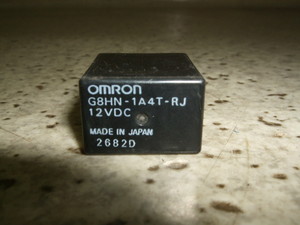 OMRON
G8HN-1A4T-RJ
12VDC
MADE IN JAPAN
2682D